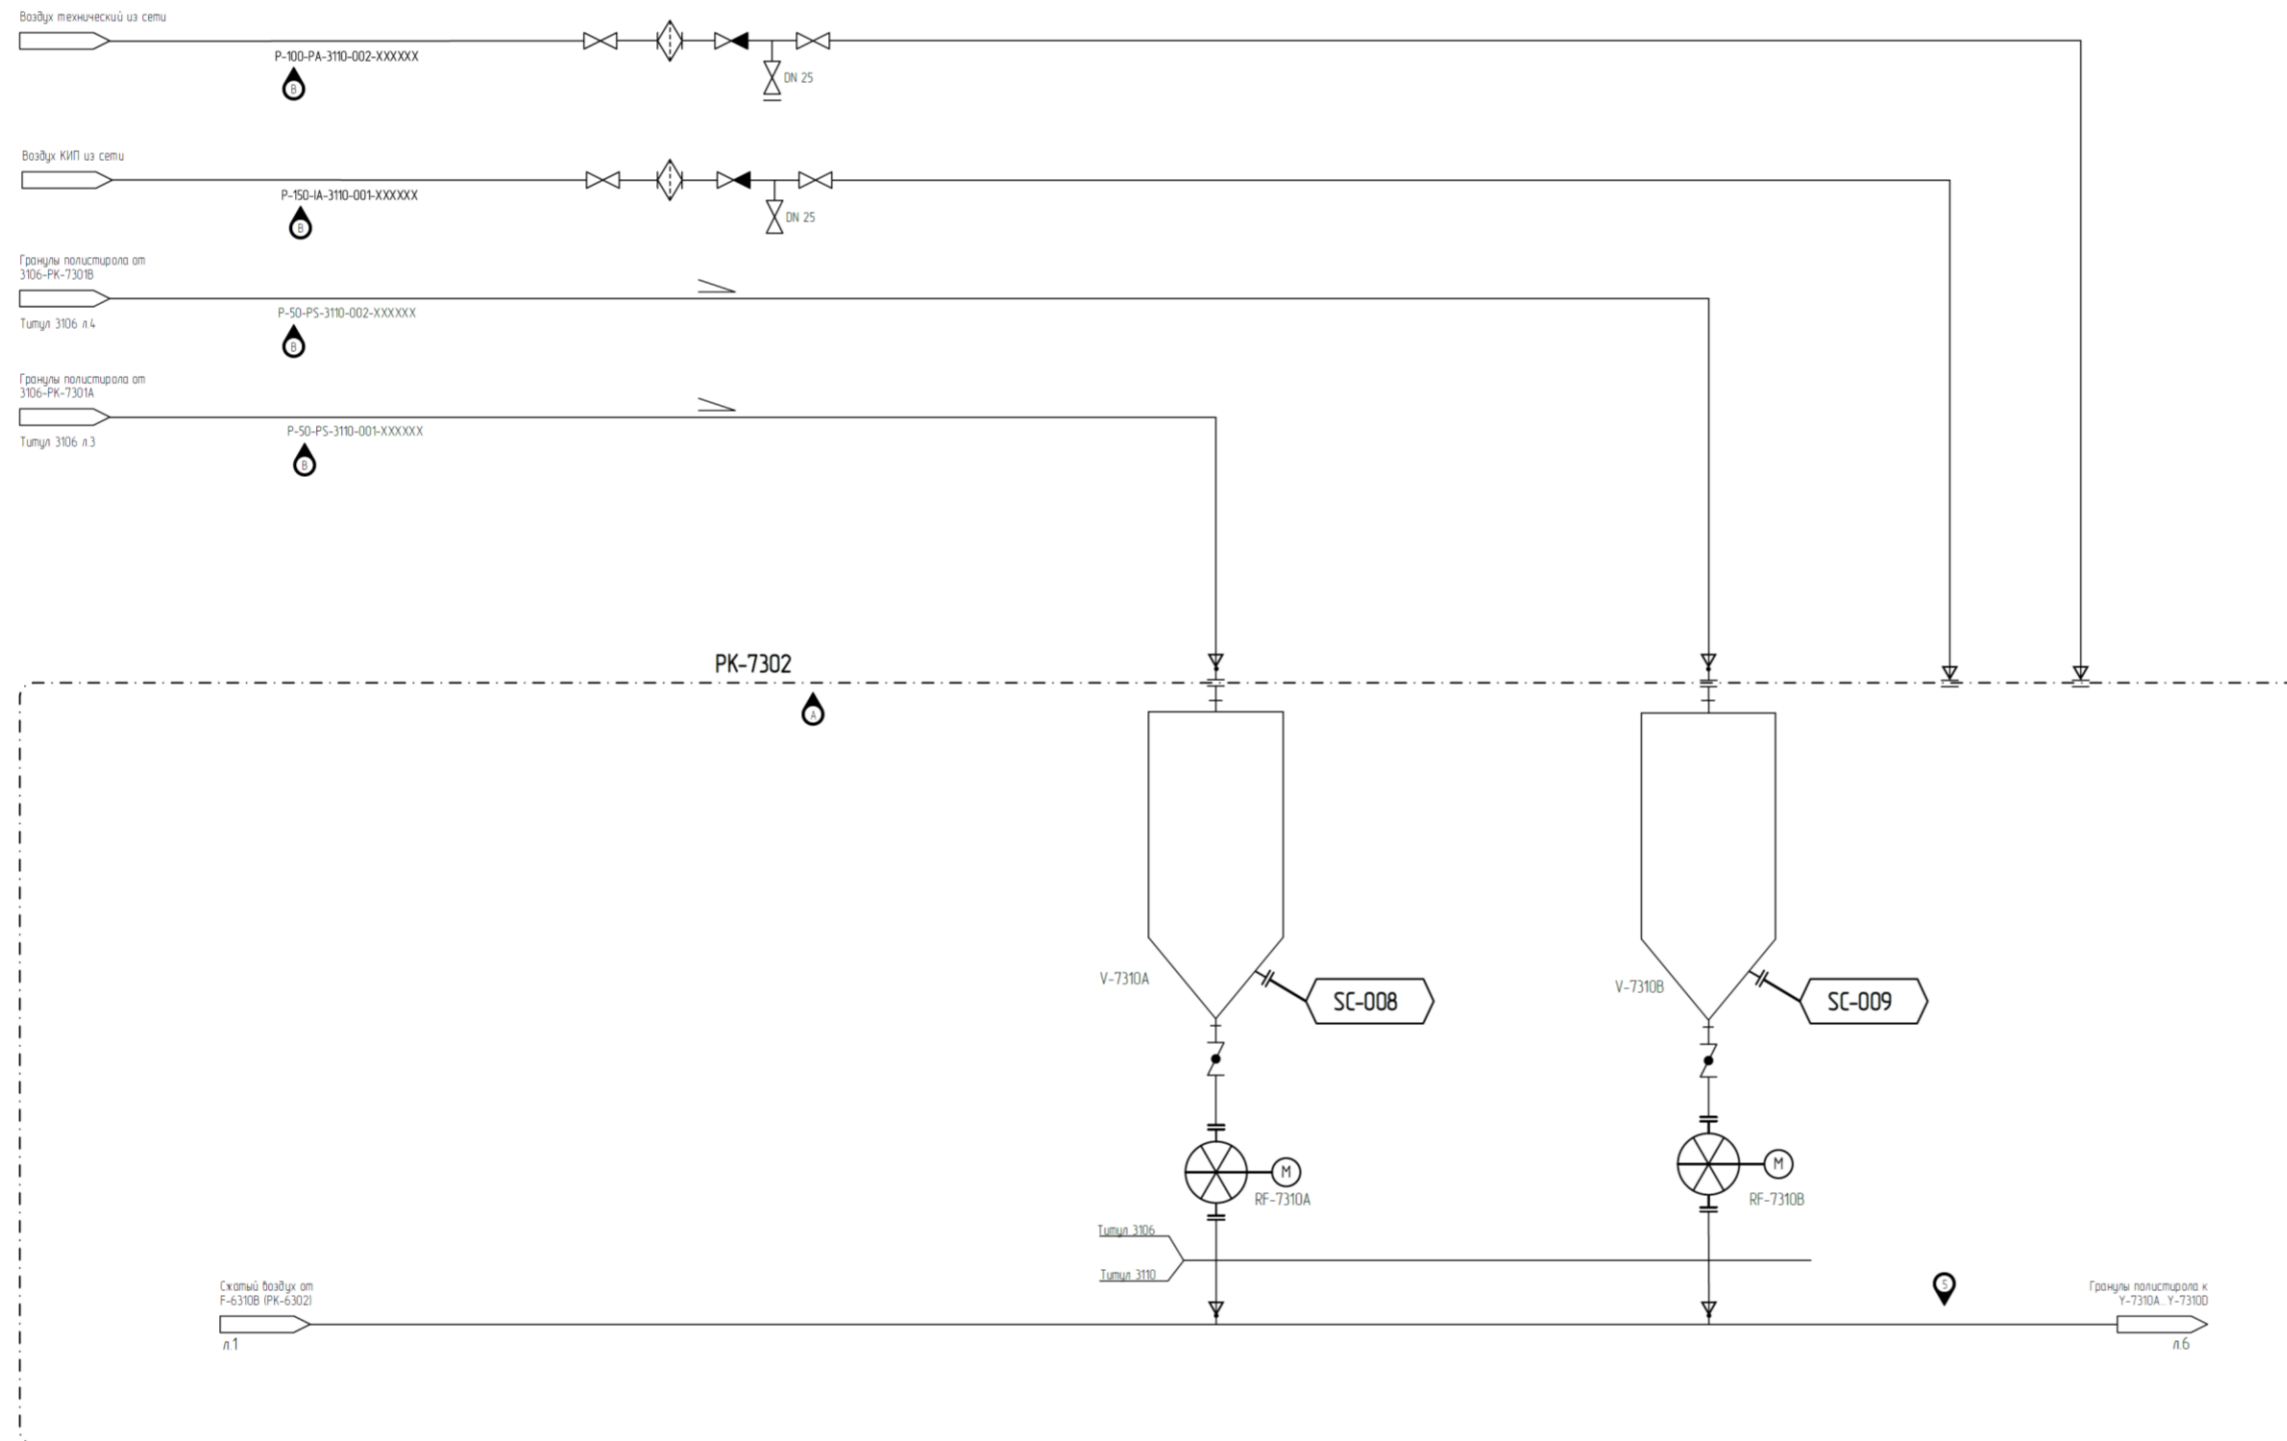 Воздух технический из сети
P-100-PA-3110-002-XXXXXX
B
DN 25
Воздух КИП из сети
P-150-IA-3110-001-XXXXXX
B
DN 25
Гранулы полистирола от
3106-PK-7301B
P-50-PS-3110-002-XXXXXX
Титул 3106 л.4
B
Гранулы полистирола от
3106-PK-7301A
P-50-PS-3110-001-XXXXXX
Титул 3106 л.3
B
PK-7302
A
V-7310A
SC-008
V-7310B
SC-009
M
RF-7310A
M
RF-7310B
Титул 3106
Титул 3110
Сжатый воздух от
F-6310B (PK-6302)
л.1
5
Гранулы полистирола к
Y-7310A...Y-7310D
л.6